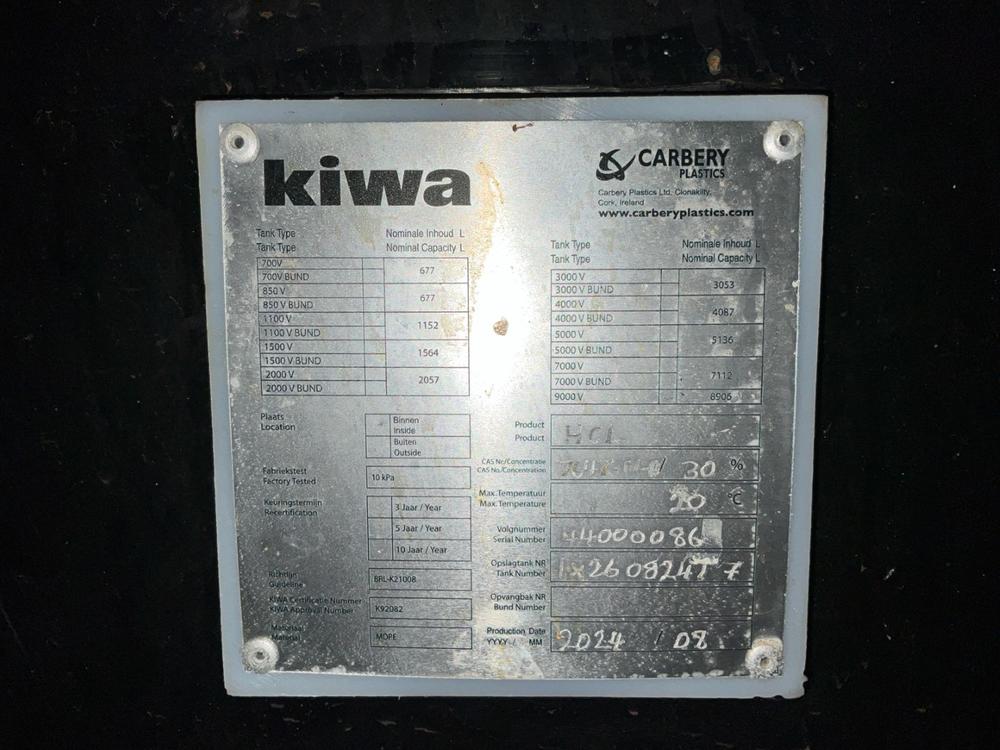 kiwa
CARBERY
PLASTICS
Carbery Plastics Ltd, Clonakilty,
Cork, Ireland
www.carberyplastics.com
Tank Type Nominale Inhoud L
Tank Type Nominal Capacity L
700V
700V BUND
677
850 V
850 V BUND
677
1100 V
1100 V BUND
1152
1500 V
1500 V BUND
1564
2000 V
2000 V BUND
2057
Tank Type Nominale Inhoud L
Tank Type Nominal Capacity L
3000 V
3000 V BUND
3053
4000 V
4000 V BUND
4087
5000 V
5000 V BUND
5136
7000 V
7000 V BUND
7112
9000 V 8906
Plaats
Location
Binnen
Inside
Buiten
Outside
Fabriekstest
Factory Tested
10 kPa
Keuringstermijn
Recertification
3 Jaar / Year
5 Jaar / Year
10 Jaar / Year
Richtlijn
Guideline
BRL-K21008
KIWA Certificate Nummer
KIWA Approval Number
K92082
Materiaal
Material
MDPE
Product
Product
HCl
CAS Nr/Concentratie
CAS No/Concentration
/ 30 %
Max. Temperatuur
Max. Temperature
20 °C
Volgnummer
Serial Number
44000086
Opslagtank NR
Tank Number
260824T7
Opvangbak NR
Bund Number
Production Date
YYYY / MM
2024 / 08